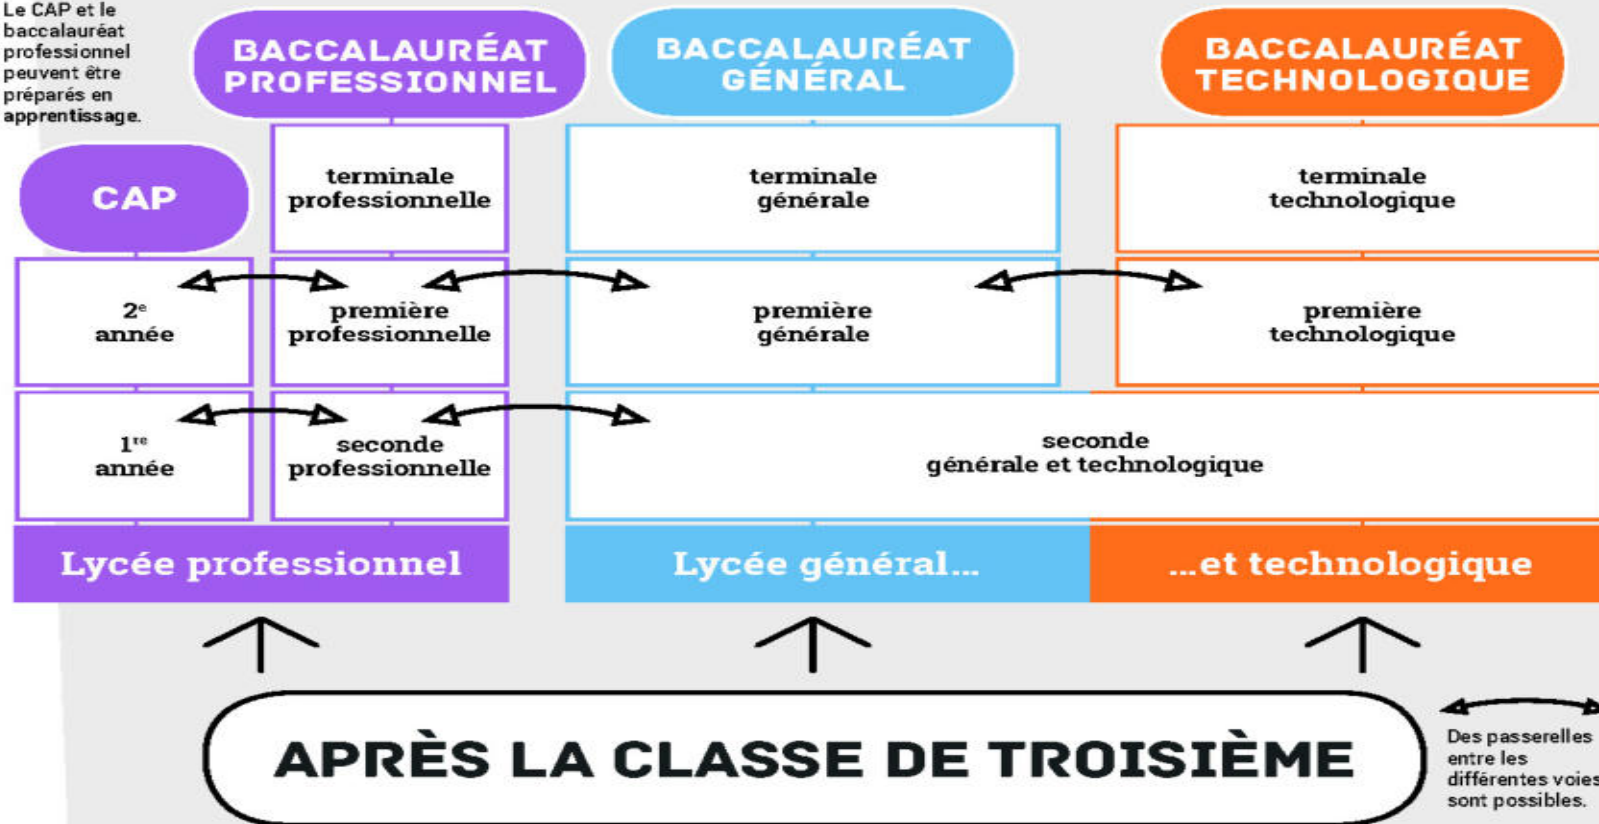 Le CAP et le
baccalauréat
professionnel
peuvent être
préparés en
apprentissage.
BACCALAURÉAT
PROFESSIONNEL
BACCALAURÉAT
GÉNÉRAL
BACCALAURÉAT
TECHNOLOGIQUE
CAP
terminale
professionnelle
terminale
générale
terminale
technologique
2e
année
première
professionnelle
première
générale
première
technologique
1re
année
seconde
professionnelle
seconde
générale et technologique
Lycée professionnel
Lycée général...
...et technologique
APRÈS LA CLASSE DE TROISIÈME
Des passerelles
entre les
différentes voies
sont possibles.